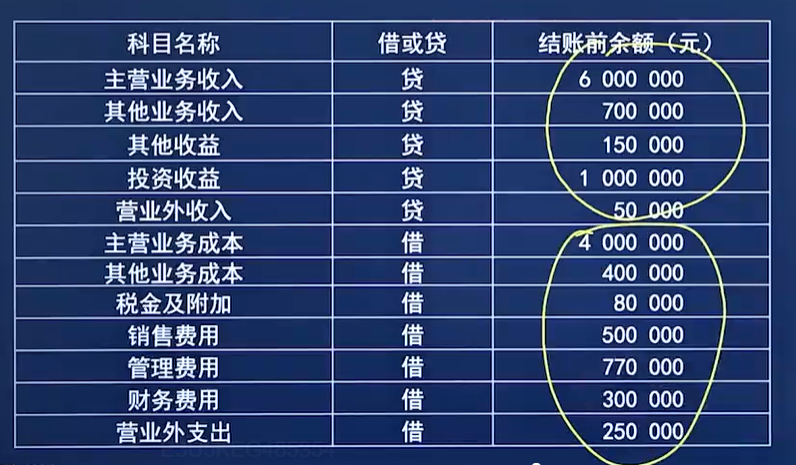 科目名称 借或贷 结账前余额（元）
主营业务收入 贷 6 000 000
其他业务收入 贷 700 000
其他收益 贷 150 000
投资收益 贷 1 000 000
营业外收入 贷 50 000
主营业务成本 借 4 000 000
其他业务成本 借 400 000
税金及附加 借 80 000
销售费用 借 500 000
管理费用 借 770 000
财务费用 借 300 000
营业外支出 借 250 000